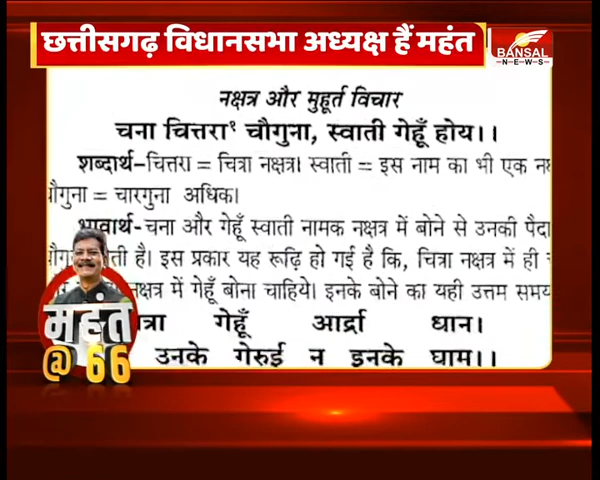 छत्तीसगढ़ विधानसभा अध्यक्ष हैं महंत
BANSAL
NEWS
नक्षत्र और मुहूर्त विचार
चना चित्तरा१ चौगुना, स्वाती गेहूँ होय।।
शब्दार्थ-चित्तरा = चित्रा नक्षत्र। स्वाती = इस नाम का भी एक
= चारगुना अधिक।
भावार्थ-चना और गेहूँ स्वाती नामक नक्षत्र में बोने से उनकी
है। इस प्रकार यह रूढ़ि हो गई है कि, चित्रा नक्षत्र में ही
नक्षत्र में गेहूँ बोना चाहिये। इनके बोने का यही उत्तम समय
गेहूँ आर्द्रा धान।
उनके गेरुई न इनके घाम।।
महंत
@ 66